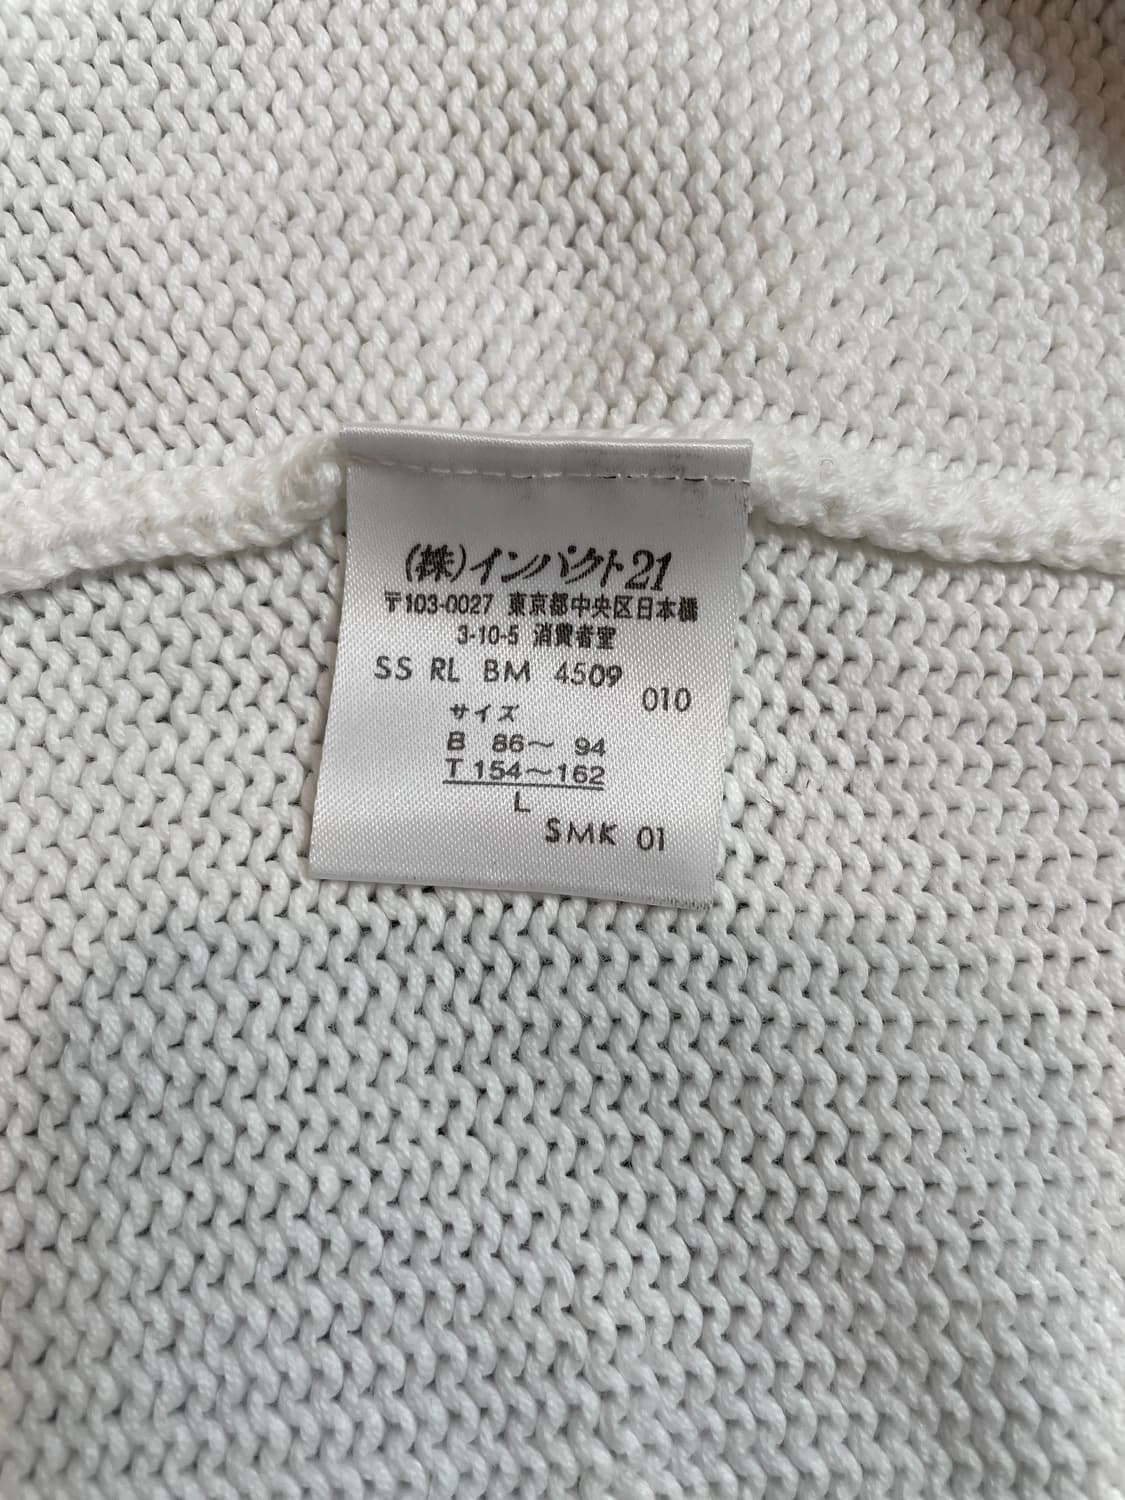 (株)インパクト21
〒103-0027 東京都中央区日本橋
3-10-5 消費者室
SS RL BM 4509
010
サイズ
B 86～ 94
T 154～162
L
SMK 01